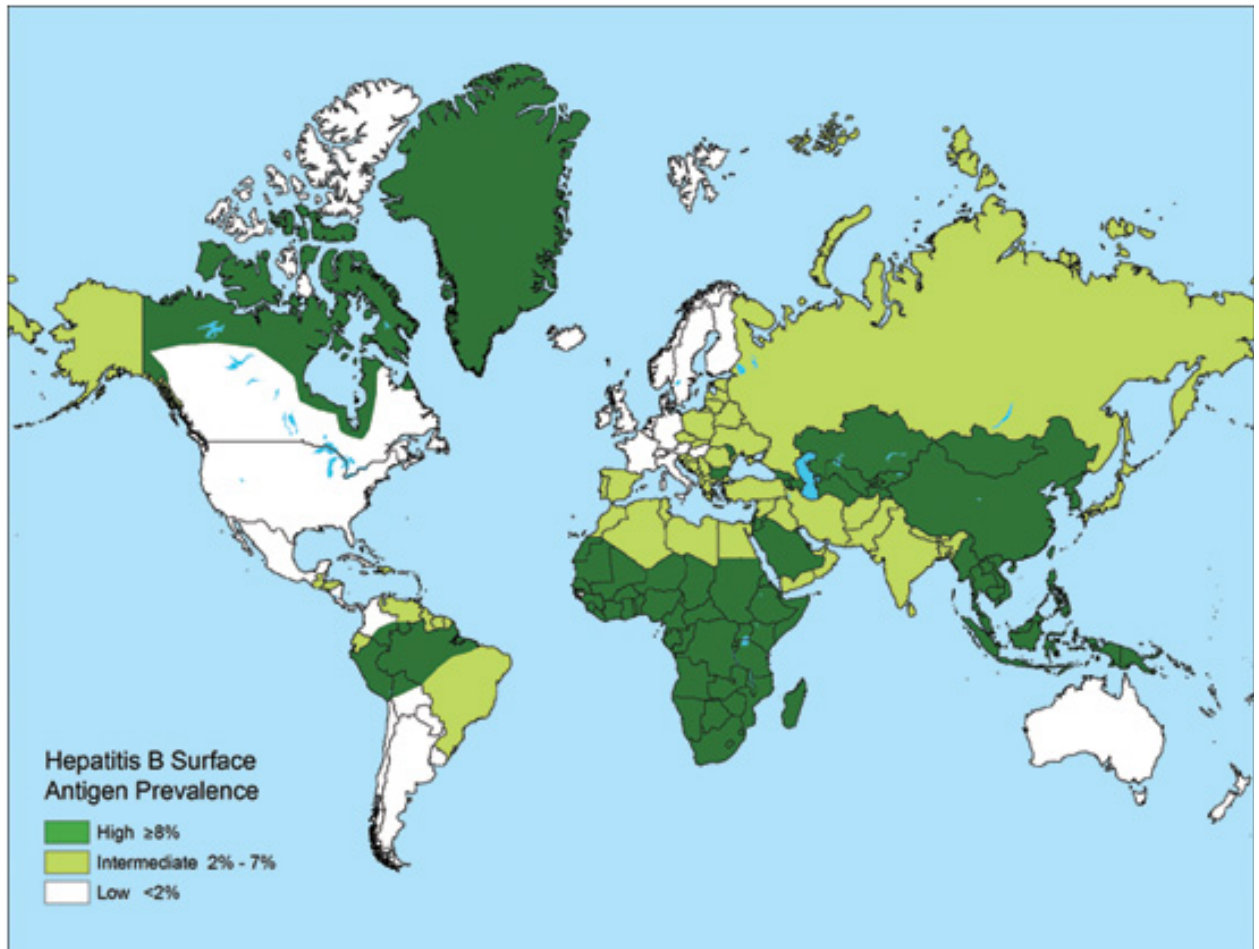 Hepatitis B Surface
Antigen Prevalence
High ≥8%
Intermediate 2% - 7%
Low <2%